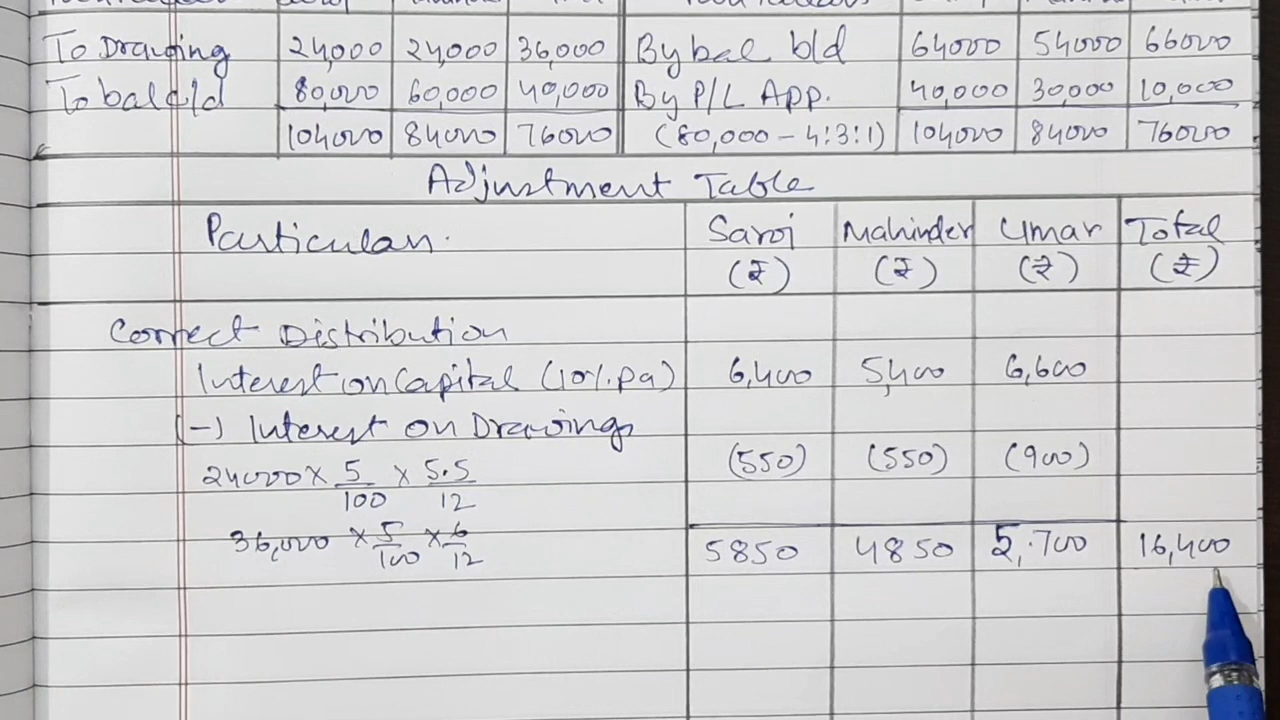 To Drawing 24,000 24,000 36,000 By bal b/d 64000 54000 66000
To bal c/d 80,000 60,000 40,000 By P/L App. 40,000 30,000 10,000
104000 84000 76000 (80,000 - 4:3:1) 104000 84000 76000
Adjustment Table
Particulars. Saroj Mahinder Umar Total
(₹) (₹) (₹) (₹)
Correct Distribution
Interest on Capital (10%.pa) 6,400 5,400 6,600
(-) Interest on Drawings
24000 × 5/100 × 5.5/12 (550) (550) (900)
36,000 × 5/100 × 6/12 5850 4850 5,700 16,400